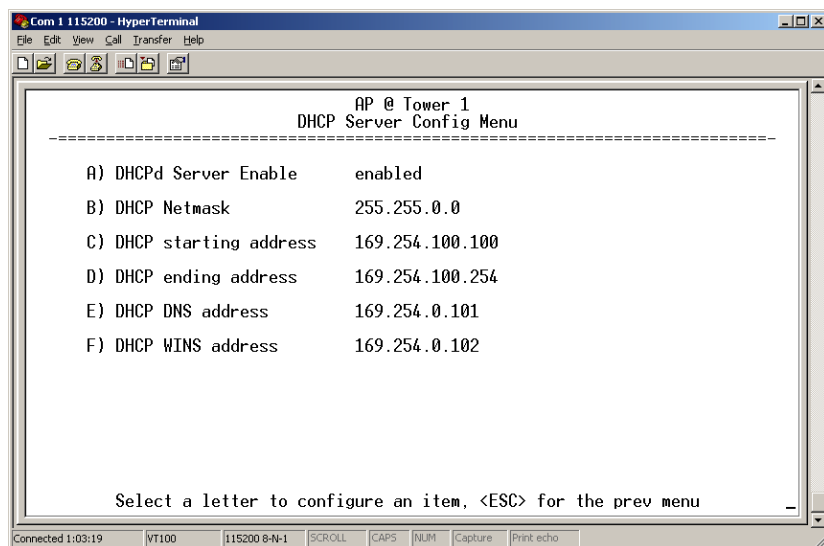 Com 1 115200 - HyperTerminal
File Edit View Call Transfer Help
AP @ Tower 1
DHCP Server Config Menu
-==========================================================================-
A) DHCPd Server Enable enabled
B) DHCP Netmask 255.255.0.0
C) DHCP starting address 169.254.100.100
D) DHCP ending address 169.254.100.254
E) DHCP DNS address 169.254.0.101
F) DHCP WINS address 169.254.0.102
Select a letter to configure an item, <ESC> for the prev menu _
Connected 1:03:19 VT100 115200 8-N-1 SCROLL CAPS NUM Capture Print echo